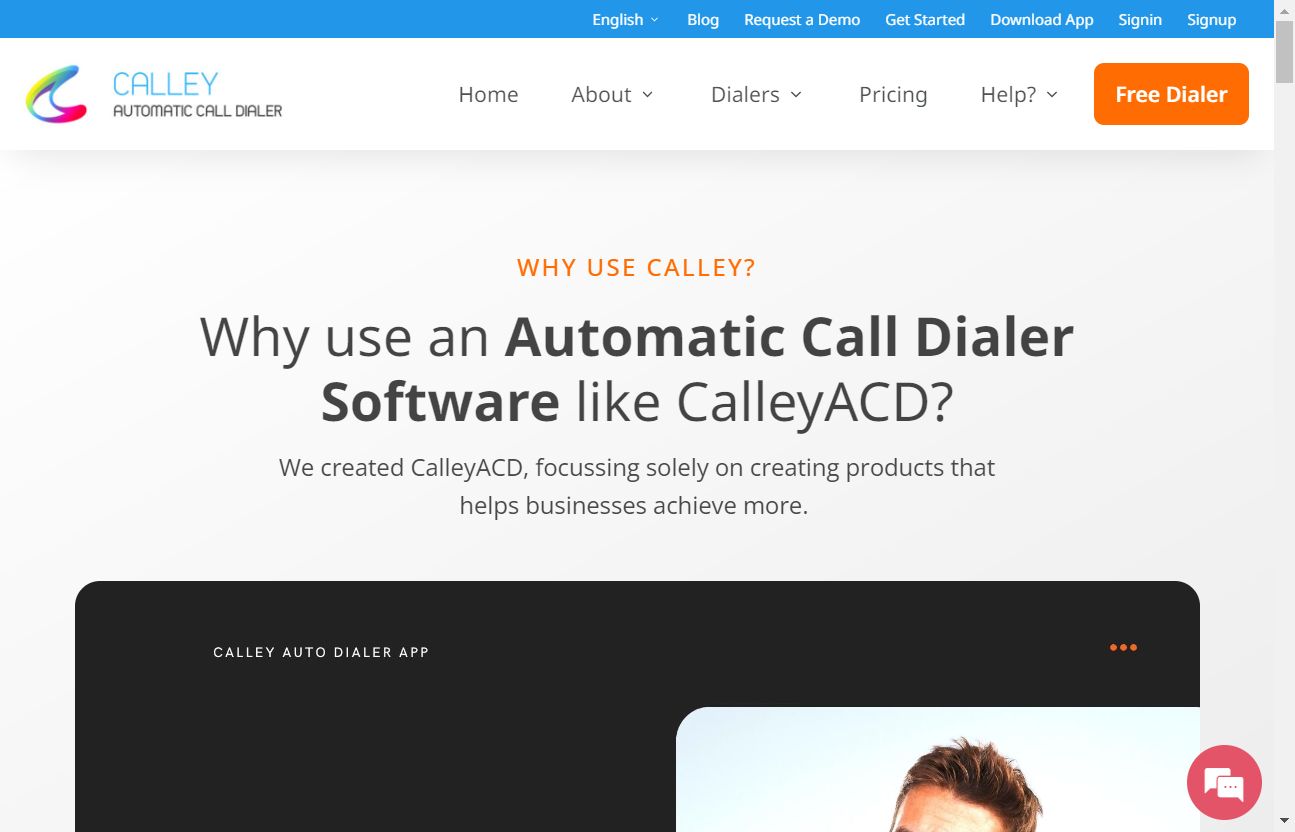 English Blog Request a Demo Get Started Download App Signin Signup
CALLEY
AUTOMATIC CALL DIALER
Home About Dialers Pricing Help? Free Dialer
WHY USE CALLEY?
Why use an Automatic Call Dialer
Software like CalleyACD?
We created CalleyACD, focussing solely on creating products that
helps businesses achieve more.
CALLEY AUTO DIALER APP